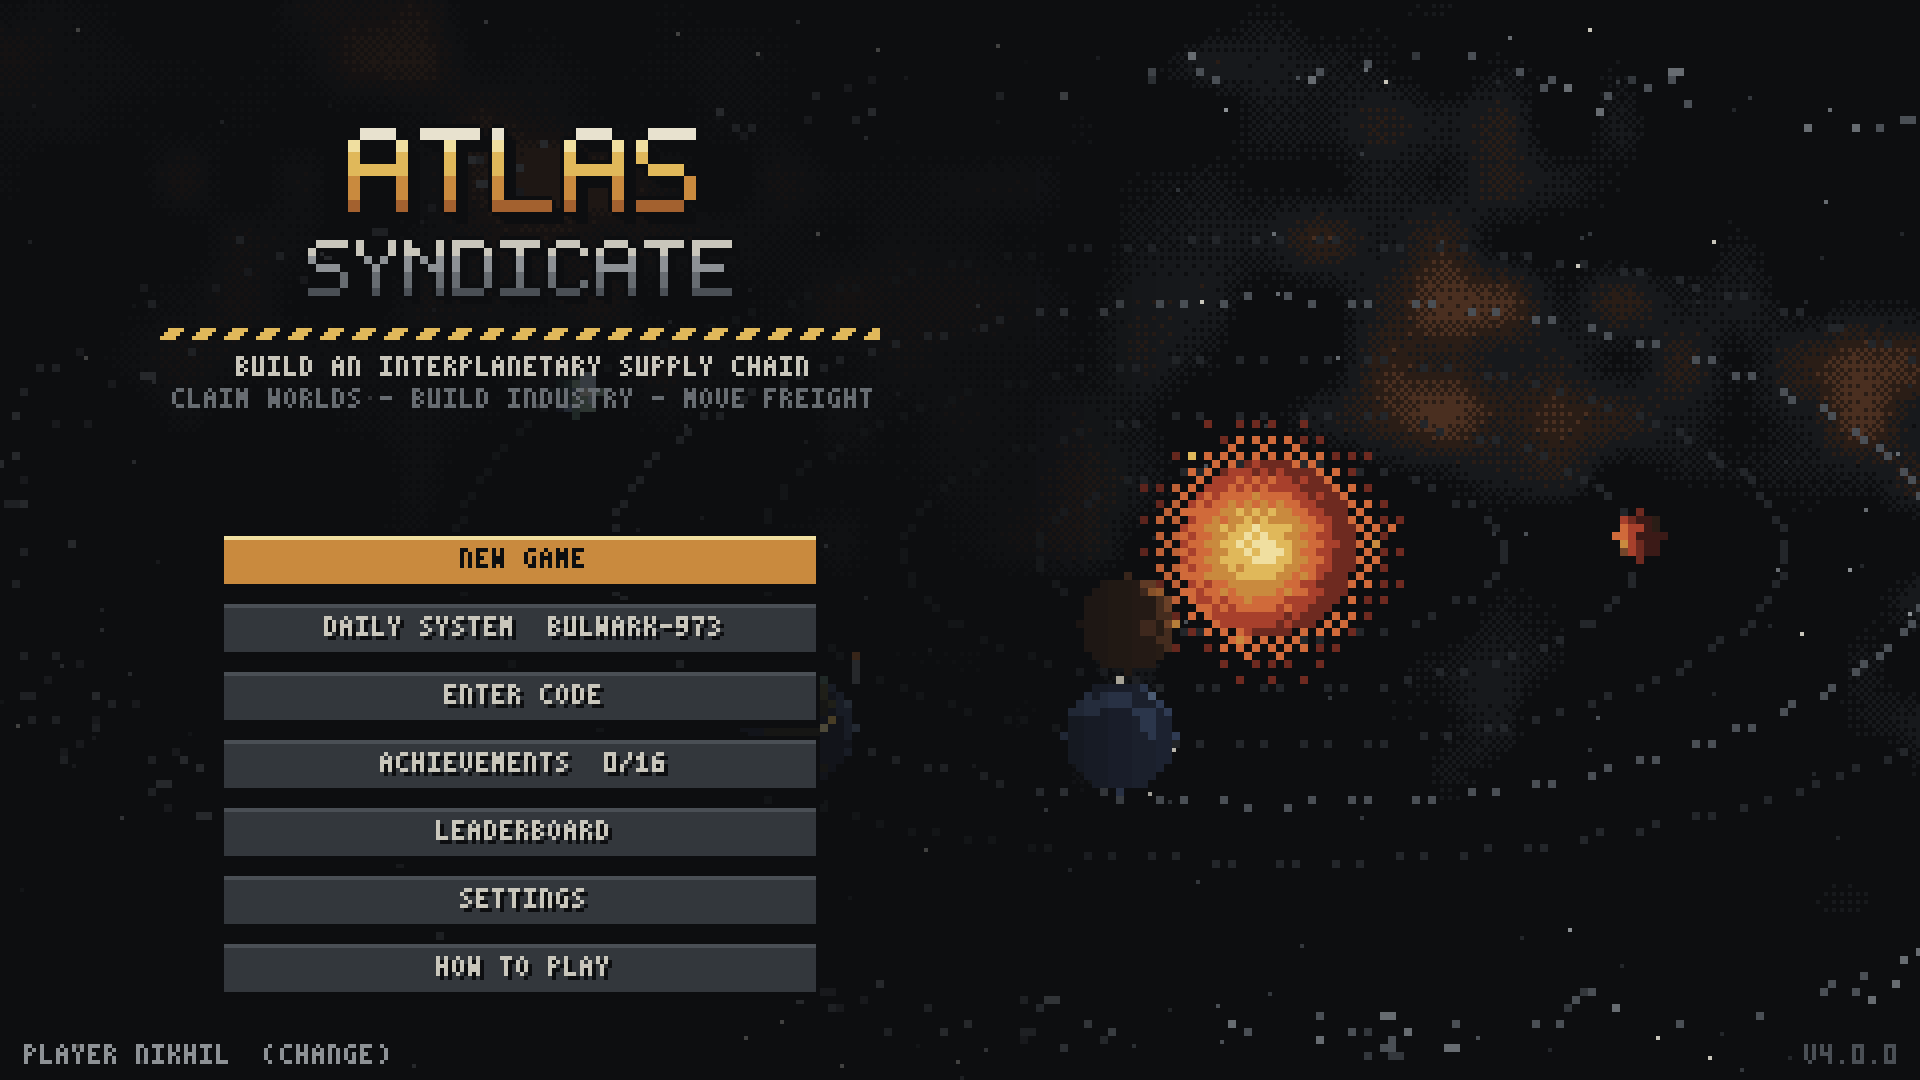 ATLAS
SYNDICATE
BUILD AN INTERPLANETARY SUPPLY CHAIN
CLAIM WORLDS - BUILD INDUSTRY - MOVE FREIGHT
NEW GAME
DAILY SYSTEM BULWARK-973
ENTER CODE
ACHIEVEMENTS 0/16
LEADERBOARD
SETTINGS
HOW TO PLAY
PLAYER NIKHIL (CHANGE)
V4.0.0